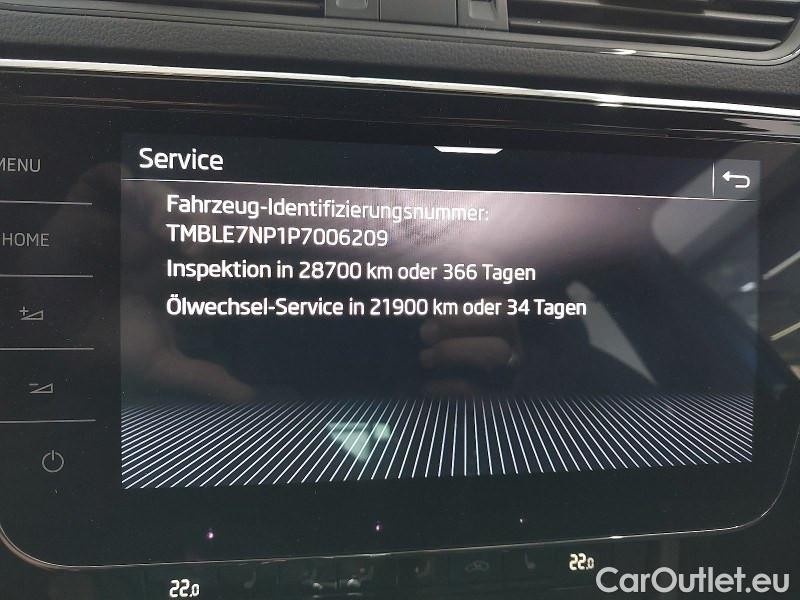 Service
MENU
Fahrzeug-Identifizierungsnummer:
TMBLE7NP1P7006209
HOME
Inspektion in 28700 km oder 366 Tagen
Ölwechsel-Service in 21900 km oder 34 Tagen
22.0
22.0
CarOutlet.eu